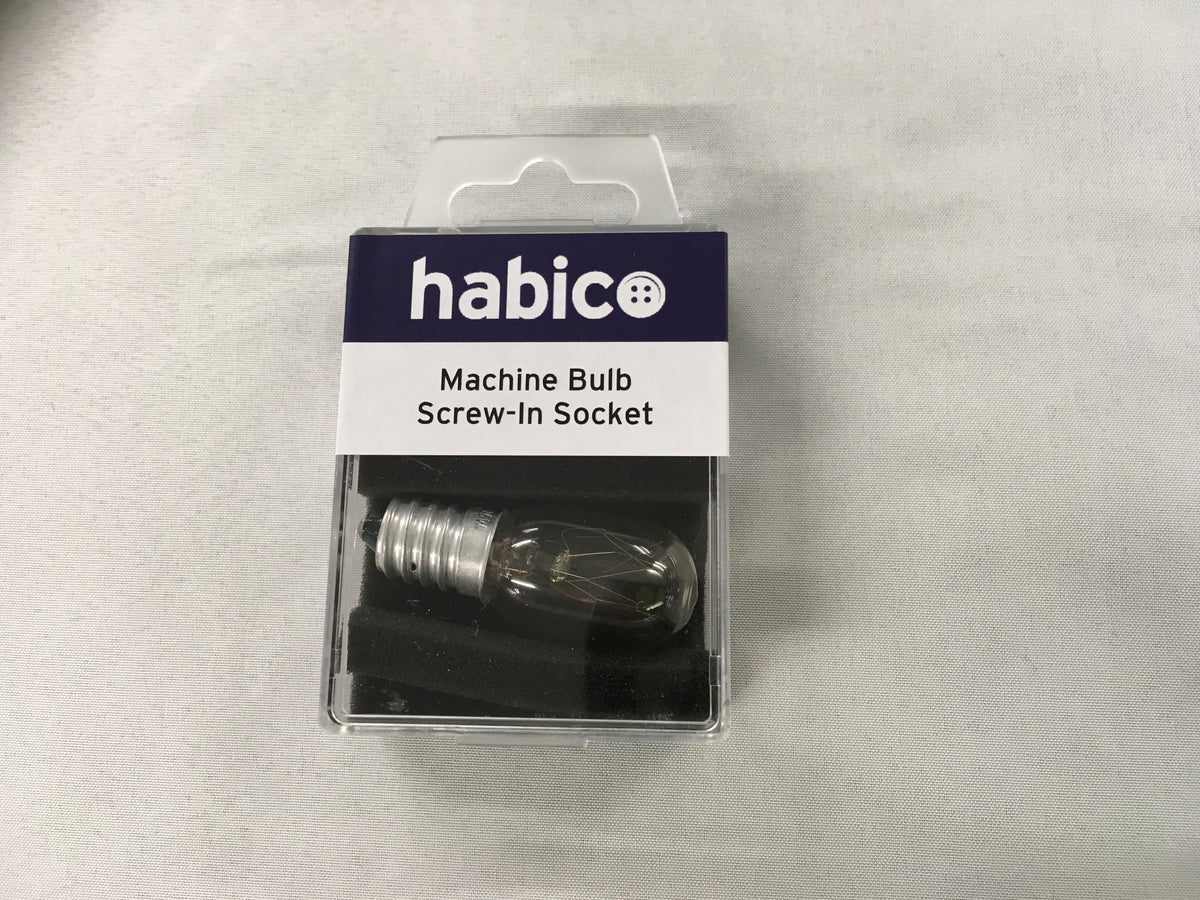 habico
Machine Bulb
Screw-In Socket